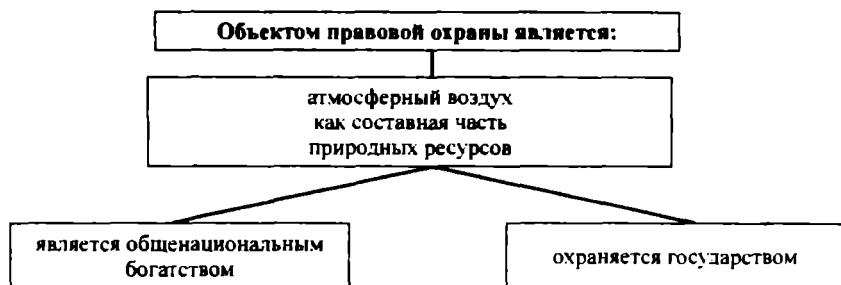 Объектом правовой охраны является:
атмосферный воздух
как составная часть
природных ресурсов
является общенациональным
богатством
охраняется государством